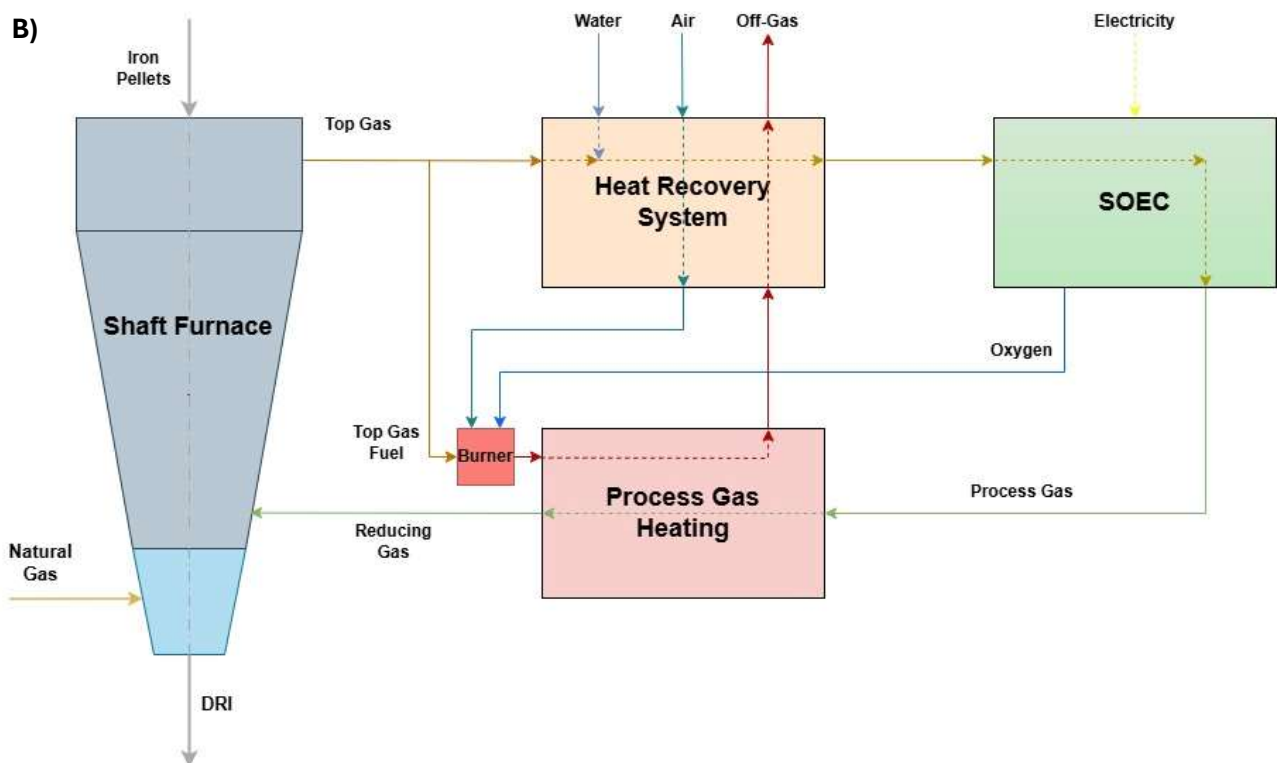 B)
Iron
Pellets
Water
Air
Off-Gas
Electricity
Top Gas
Heat Recovery
System
SOEC
Shaft Furnace
Oxygen
Top Gas
Fuel
Burner
Process Gas
Heating
Process Gas
Reducing
Gas
Natural
Gas
DRI